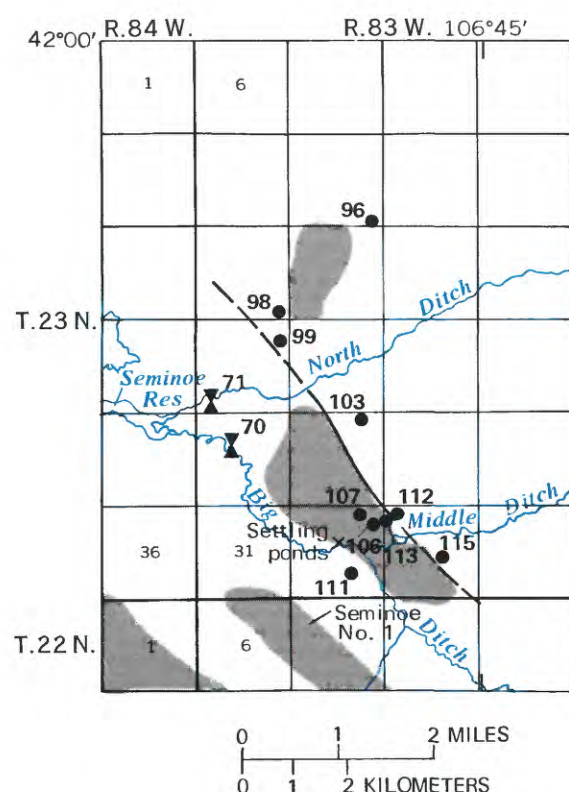 R.84 W. R.83 W. 106°45'
42°00'
1 6
96
98
T.23 N.
99
North Ditch
Seminoe
Res
71
103
70
Big
107 112
Settling
ponds
106
Middle Ditch
113
115
36 31
111
Seminoe
No. 1
T.22 N.
1 6
Ditch
0 1 2 MILES
0 1 2 KILOMETERS